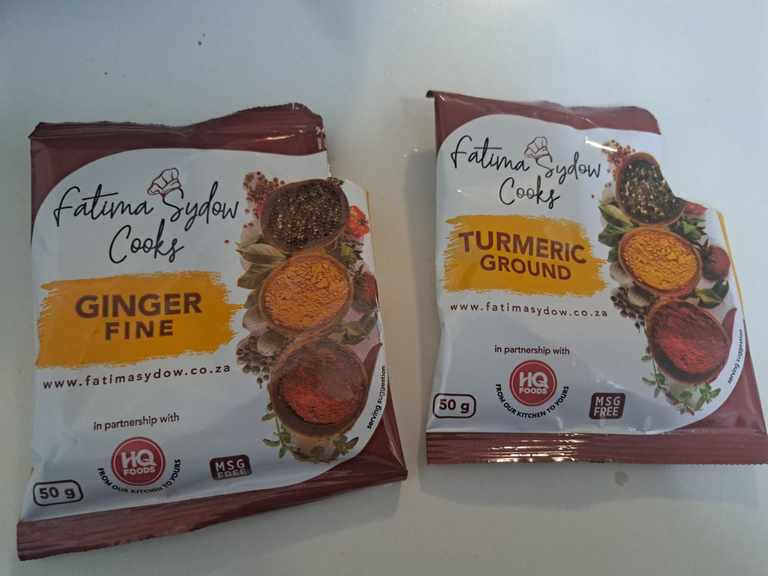 Fatima Sydow
Cooks
GINGER
FINE
www.fatimasydow.co.za
in partnership with
HQ
FOODS
FROM OUR KITCHEN TO YOURS
MSG
FREE
50 g
serving suggestion
Fatima Sydow
Cooks
TURMERIC
GROUND
www.fatimasydow.co.za
in partnership with
HQ
FOODS
FROM OUR KITCHEN TO YOURS
MSG
FREE
50 g
serving suggestion